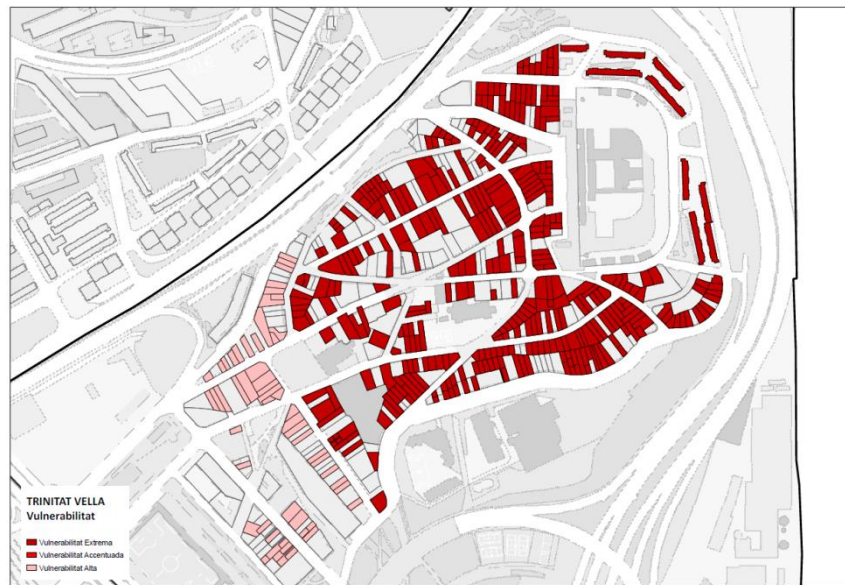 TRINITAT VELLA
Vulnerabilitat
Vulnerabilitat Extrema
Vulnerabilitat Accentuada
Vulnerabilitat Alta